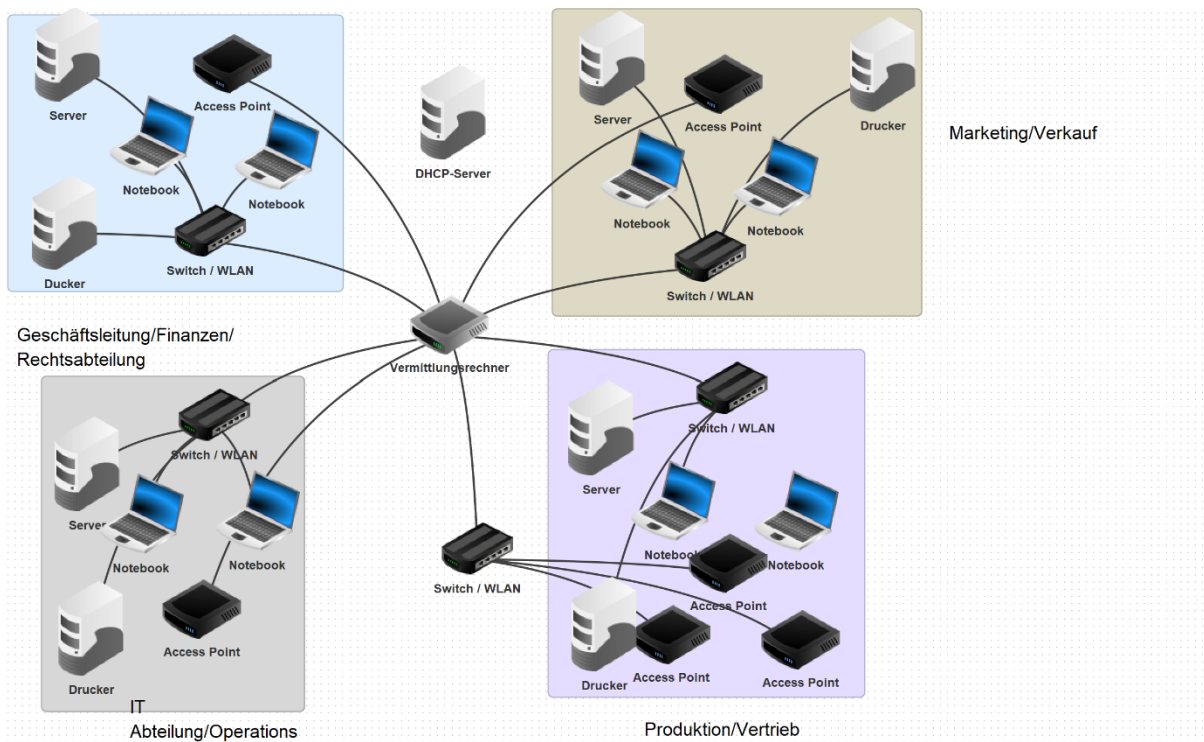 Server
Access Point
Notebook
Notebook
Ducker
Switch / WLAN
DHCP-Server
Server
Access Point
Drucker
Notebook
Notebook
Switch / WLAN
Marketing/Verkauf
Geschäftsleitung/Finanzen/
Rechtsabteilung
Vermittlungsrechner
Switch / WLAN
Server
Notebook
Notebook
Drucker
Access Point
IT
Abteilung/Operations
Switch / WLAN
Switch / WLAN
Server
Notebook
Notebook
Access Point
Drucker
Access Point
Access Point
Produktion/Vertrieb